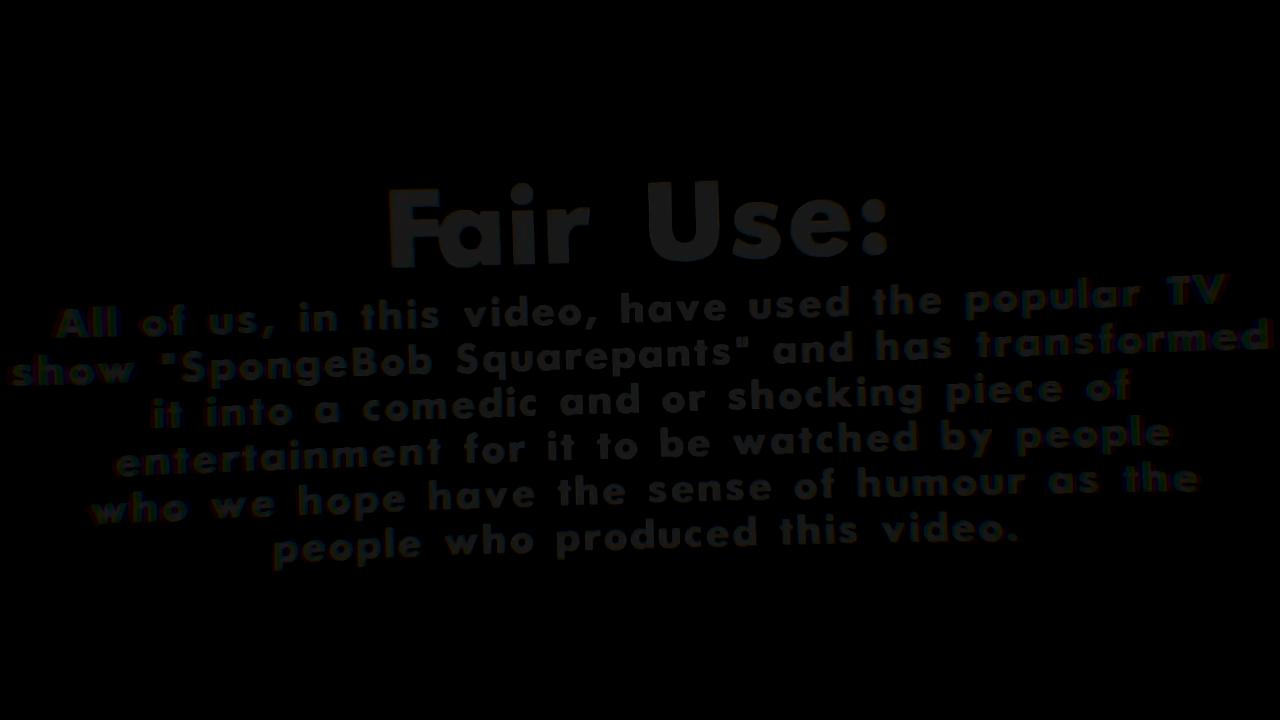 Fair Use:
All of us, in this video, have used the popular TV
show "SpongeBob Squarepants" and has transformed
it into a comedic and or shocking piece of
entertainment for it to be watched by people
who we hope have the sense of humour as the
people who produced this video.